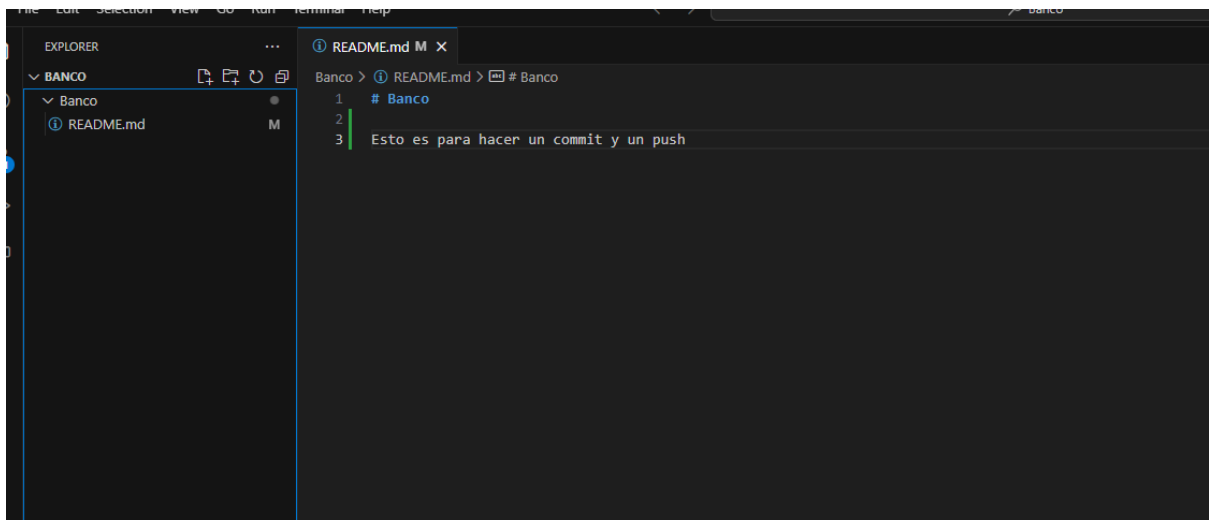 File Edit Selection View Go Run Terminal Help
Banco
EXPLORER
README.md M
BANCO
Banco > README.md > # Banco
Banco
README.md M
1 # Banco
2
3 Esto es para hacer un commit y un push